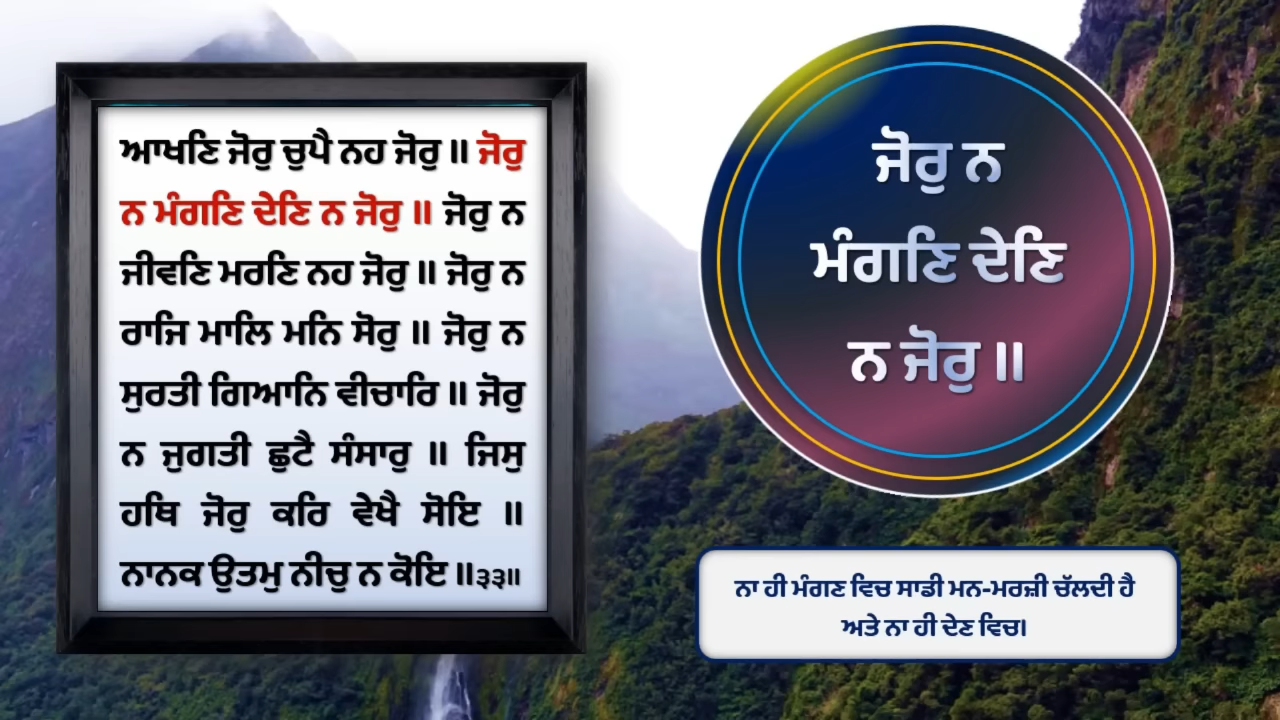 ਆਖਣਿ ਜੋਰੁ ਚੁਪੈ ਨਹ ਜੋਰੁ ॥ ਜੋਰੁ
ਨ ਮੰਗਣਿ ਦੇਣਿ ਨ ਜੋਰੁ ॥ ਜੋਰੁ ਨ
ਜੀਵਣਿ ਮਰਣਿ ਨਹ ਜੋਰੁ ॥ ਜੋਰੁ ਨ
ਰਾਜਿ ਮਾਲਿ ਮਨਿ ਸੋਰੁ ॥ ਜੋਰੁ ਨ
ਸੁਰਤੀ ਗਿਆਨਿ ਵੀਚਾਰਿ ॥ ਜੋਰੁ
ਨ ਜੁਗਤੀ ਛੁਟੈ ਸੰਸਾਰੁ ॥ ਜਿਸੁ
ਹਥਿ ਜੋਰੁ ਕਰਿ ਵੇਖੈ ਸੋਇ ॥
ਨਾਨਕ ਉਤਮੁ ਨੀਚੁ ਨ ਕੋਇ ॥੩੩॥
ਜੋਰੁ ਨ
ਮੰਗਣਿ ਦੇਣਿ
ਨ ਜੋਰੁ ॥
ਨਾ ਹੀ ਮੰਗਣ ਵਿਚ ਸਾਡੀ ਮਨ-ਮਰਜ਼ੀ ਚੱਲਦੀ ਹੈ
ਅਤੇ ਨਾ ਹੀ ਦੇਣ ਵਿਚ।